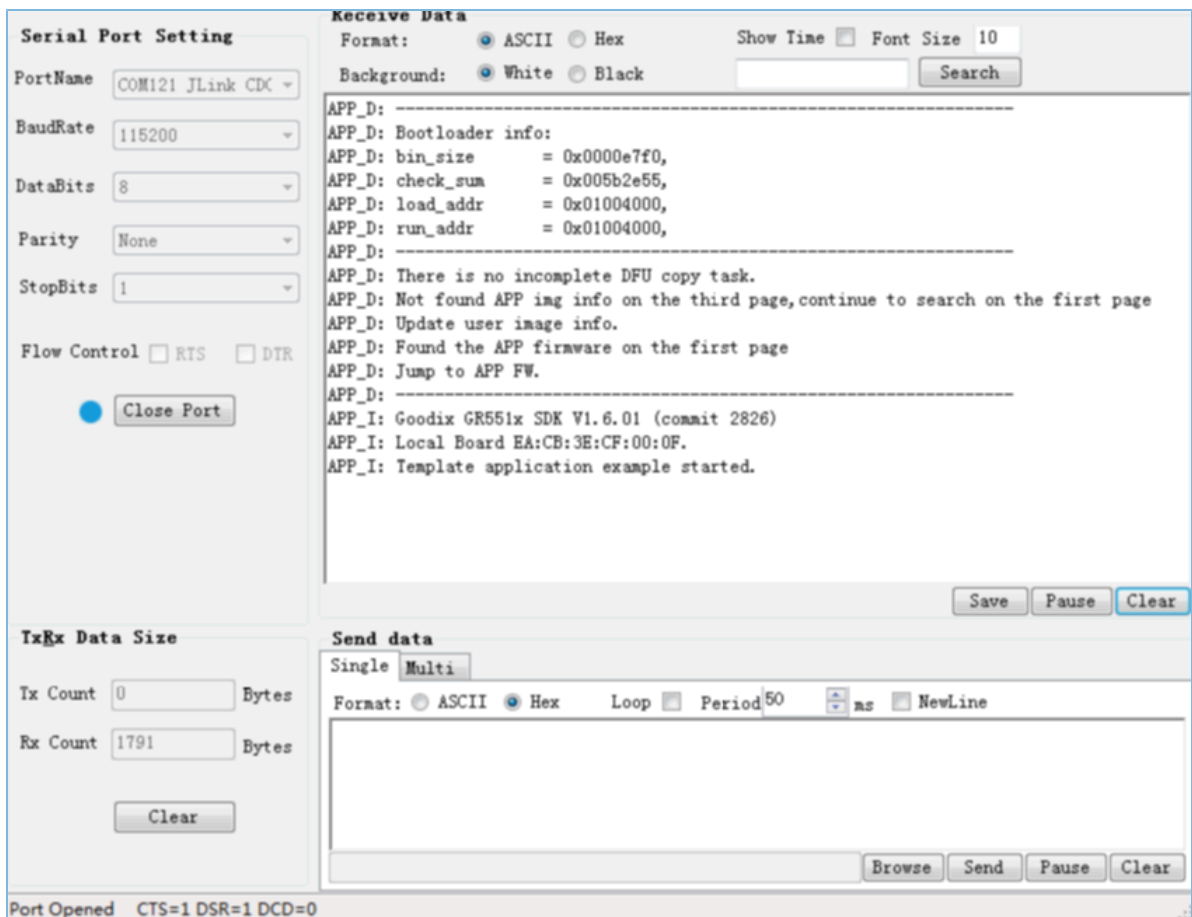 Serial Port Setting
PortName COM121 JLink CDC
BaudRate 115200
DataBits 8
Parity None
StopBits 1
Flow Control RTS DTR
Close Port
Receive Data
Format: ASCII Hex Show Time Font Size 10
Background: White Black Search
APP_D: ----------------------------------------------------------------------
APP_D: Bootloader info:
APP_D: bin_size = 0x0000e7f0,
APP_D: check_sum = 0x005b2e55,
APP_D: load_addr = 0x01004000,
APP_D: run_addr = 0x01004000,
APP_D: ----------------------------------------------------------------------
APP_D: There is no incomplete DFU copy task.
APP_D: Not found APP img info on the third page,continue to search on the first page
APP_D: Update user image info.
APP_D: Found the APP firmware on the first page
APP_D: Jump to APP FW.
APP_D: ----------------------------------------------------------------------
APP_I: Goodix GR551x SDK V1.6.01 (commit 2826)
APP_I: Local Board EA:CB:3E:CF:00:0F.
APP_I: Template application example started.
Save Pause Clear
TxRx Data Size
Tx Count 0 Bytes
Rx Count 1791 Bytes
Clear
Send data
Single Multi
Format: ASCII Hex Loop Period 50 ms NewLine
Browse Send Pause Clear
Port Opened CTS=1 DSR=1 DCD=0